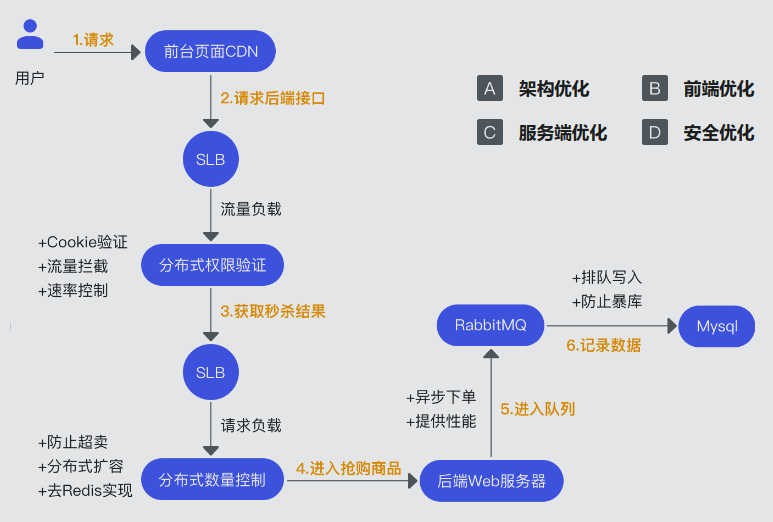 1.请求
前台页面CDN
用户
2.请求后端接口
A 架构优化
B 前端优化
C 服务端优化
D 安全优化
SLB
流量负载
+Cookie验证
+流量拦截
+速率控制
分布式权限验证
3.获取秒杀结果
SLB
请求负载
+防止超卖
+分布式扩容
+去Redis实现
分布式数量控制
4.进入抢购商品
后端Web服务器
+异步下单
+提供性能
5.进入队列
RabbitMQ
+排队写入
+防止暴库
6.记录数据
Mysql